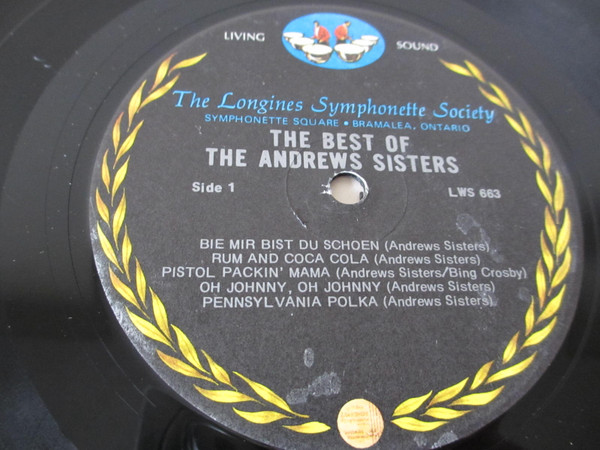 LIVING SOUND
The Longines Symphonette Society
SYMPHONETTE SQUARE • BRAMALEA, ONTARIO
THE BEST OF
THE ANDREWS SISTERS
Side 1 LWS 663
BIE MIR BIST DU SCHOEN (Andrews Sisters)
RUM AND COCA COLA (Andrews Sisters)
PISTOL PACKIN' MAMA (Andrews Sisters/Bing Crosby)
OH JOHNNY, OH JOHNNY (Andrews Sisters)
PENNSYLVANIA POLKA (Andrews Sisters)